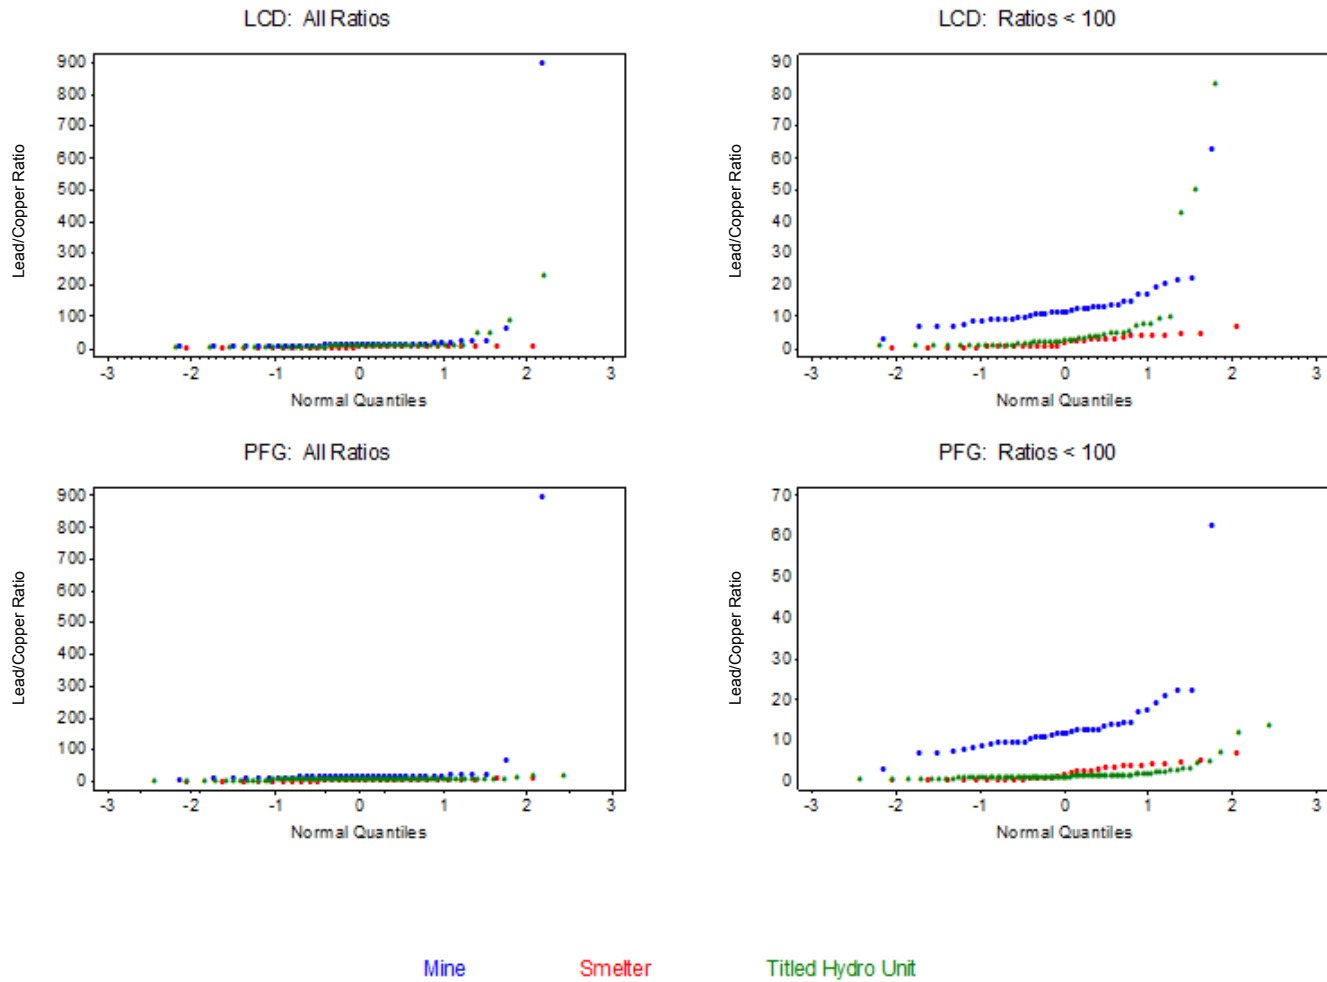 LCD: All Ratios
Lead/Copper Ratio
900
800
700
600
500
400
300
200
100
0
-3 -2 -1 0 1 2 3
Normal Quantiles
LCD: Ratios < 100
Lead/Copper Ratio
90
80
70
60
50
40
30
20
10
0
-3 -2 -1 0 1 2 3
Normal Quantiles
PFG: All Ratios
Lead/Copper Ratio
900
800
700
600
500
400
300
200
100
0
-3 -2 -1 0 1 2 3
Normal Quantiles
PFG: Ratios < 100
Lead/Copper Ratio
70
60
50
40
30
20
10
0
-3 -2 -1 0 1 2 3
Normal Quantiles
Mine Smelter Titled Hydro Unit